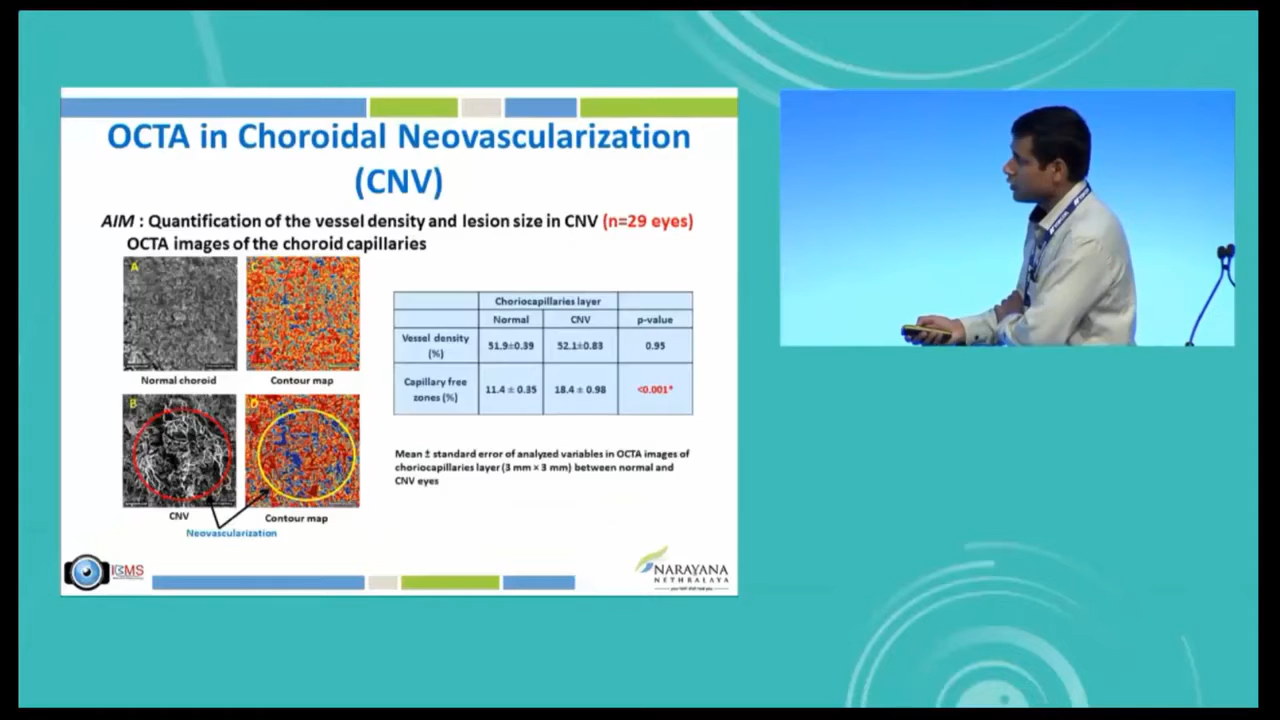 OCTA in Choroidal Neovascularization
(CNV)
AIM : Quantification of the vessel density and lesion size in CNV (n=29 eyes)
OCTA images of the choroid capillaries
A
C
Normal choroid
Contour map
B
D
CNV
Contour map
Neovascularization
Choriocapillaries layer
Normal CNV p-value
Vessel density
(%)
51.9±0.39 52.1±0.83 0.95
Capillary free
zones (%)
11.4 ± 0.35 18.4 ± 0.98 <0.001*
Mean ± standard error of analyzed variables in OCTA images of
choriocapillaries layer (3 mm × 3 mm) between normal and
CNV eyes
NARAYANA
NETHRALAYA